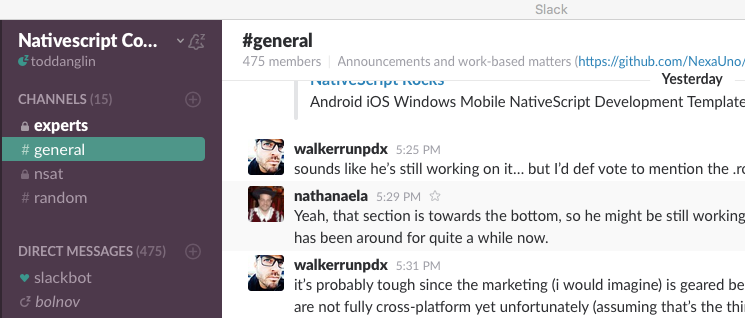 Slack
Nativescript Co...
toddanglin
CHANNELS (15)
experts
# general
nsat
# random
DIRECT MESSAGES (475)
slackbot
bolnov
#general
475 members | Announcements and work-based matters (https://github.com/NexaUno/
NativeScript Rocks
Yesterday
Android iOS Windows Mobile NativeScript Development Template
walkerrunpdx 5:25 PM
sounds like he's still working on it... but I'd def vote to mention the .ro
nathanaela 5:29 PM
Yeah, that section is towards the bottom, so he might be still working
has been around for quite a while now.
walkerrunpdx 5:31 PM
it's probably tough since the marketing (i would imagine) is geared be
are not fully cross-platform yet unfortunately (assuming that's the thi